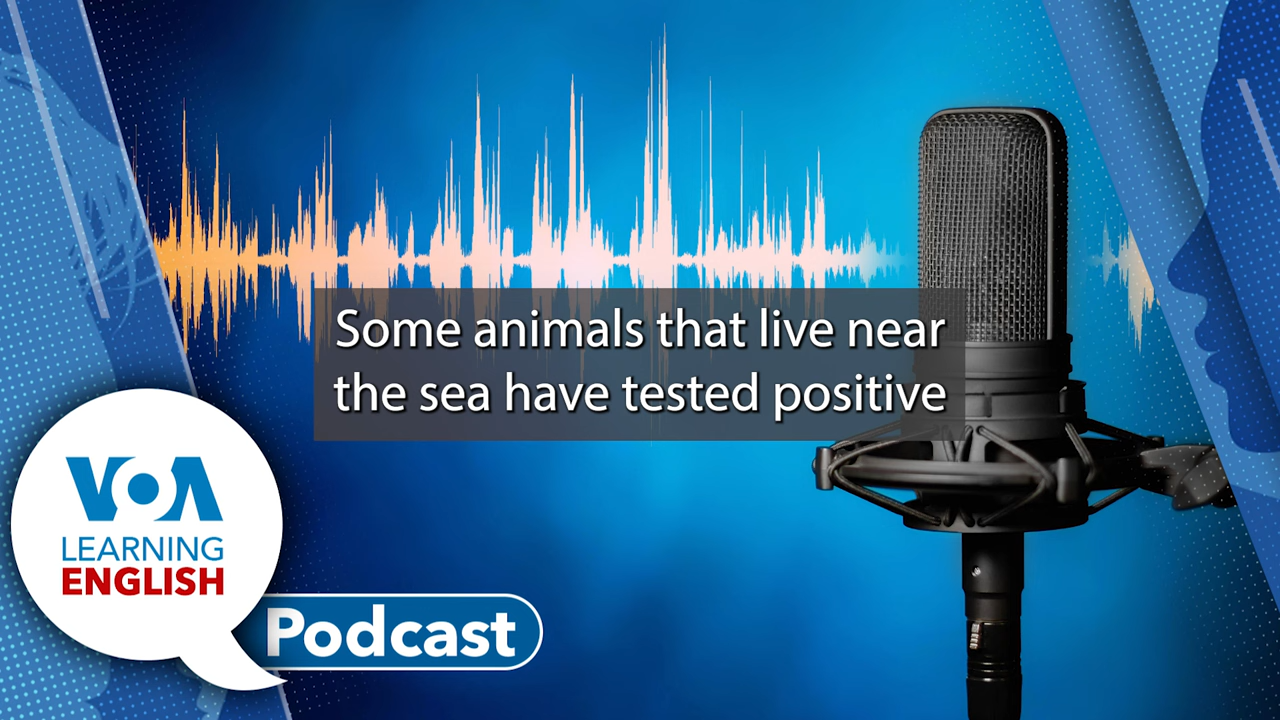 Some animals that live near
the sea have tested positive
VOA
LEARNING
ENGLISH
Podcast